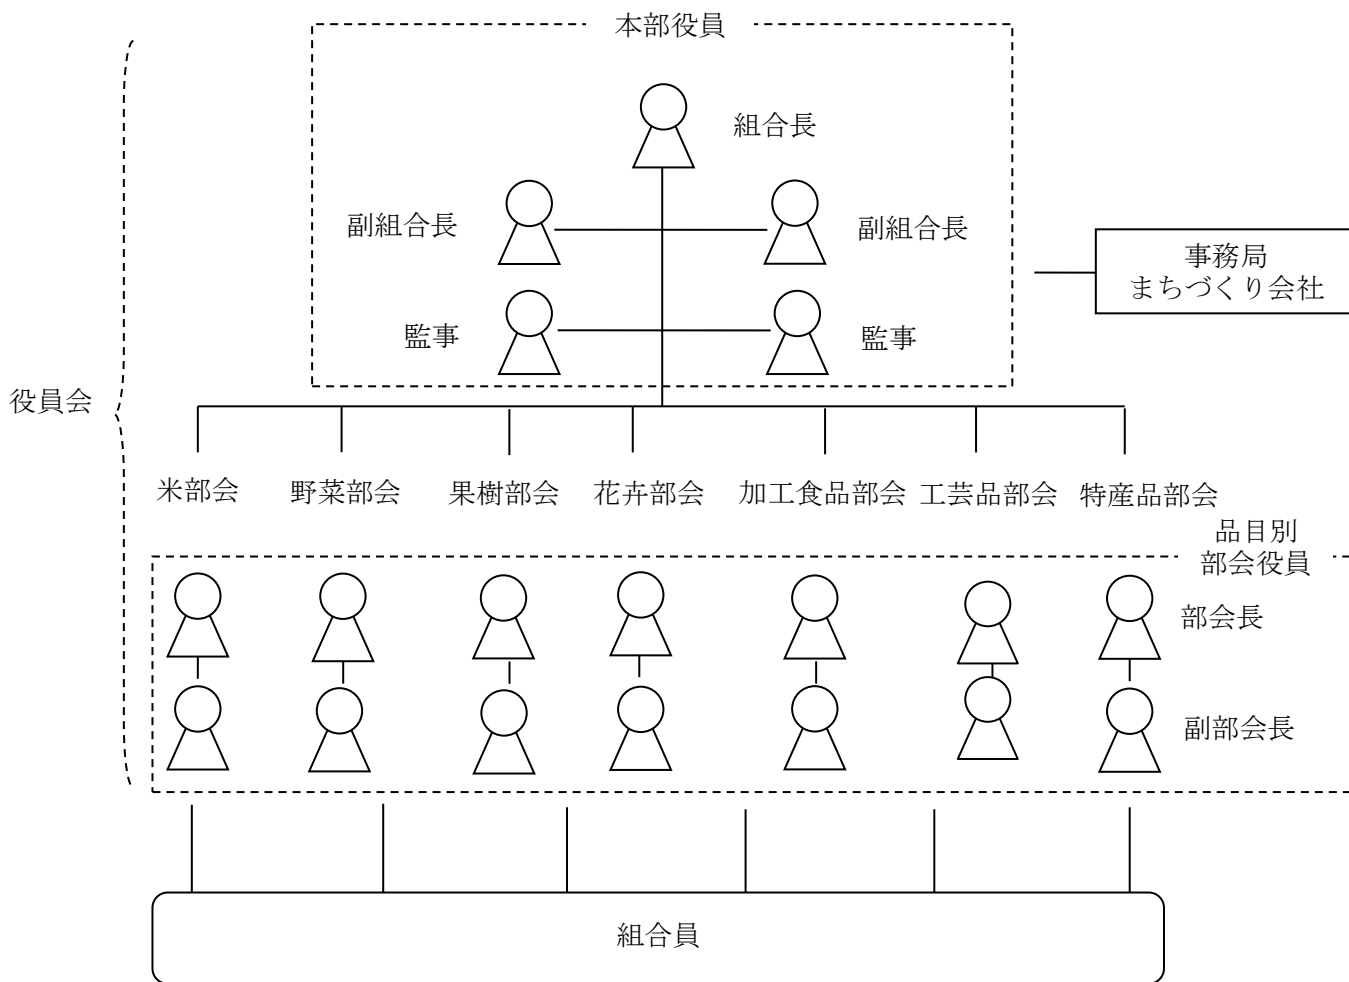 本部役員
組合長
副組合長
副組合長
事務局
まちづくり会社
監事
監事
役員会
米部会
野菜部会
果樹部会
花卉部会
加工食品部会
工芸品部会
特産品部会
品目別
部会役員
部会長
副部会長
組合員